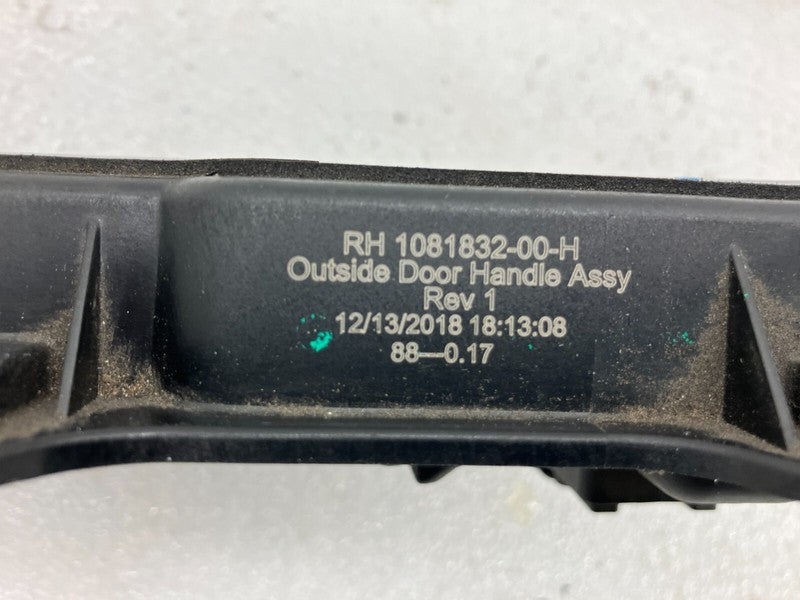 RH 1081832-00-H
Outside Door Handle Assy
Rev 1
12/13/2018 18:13:08
88---0.17